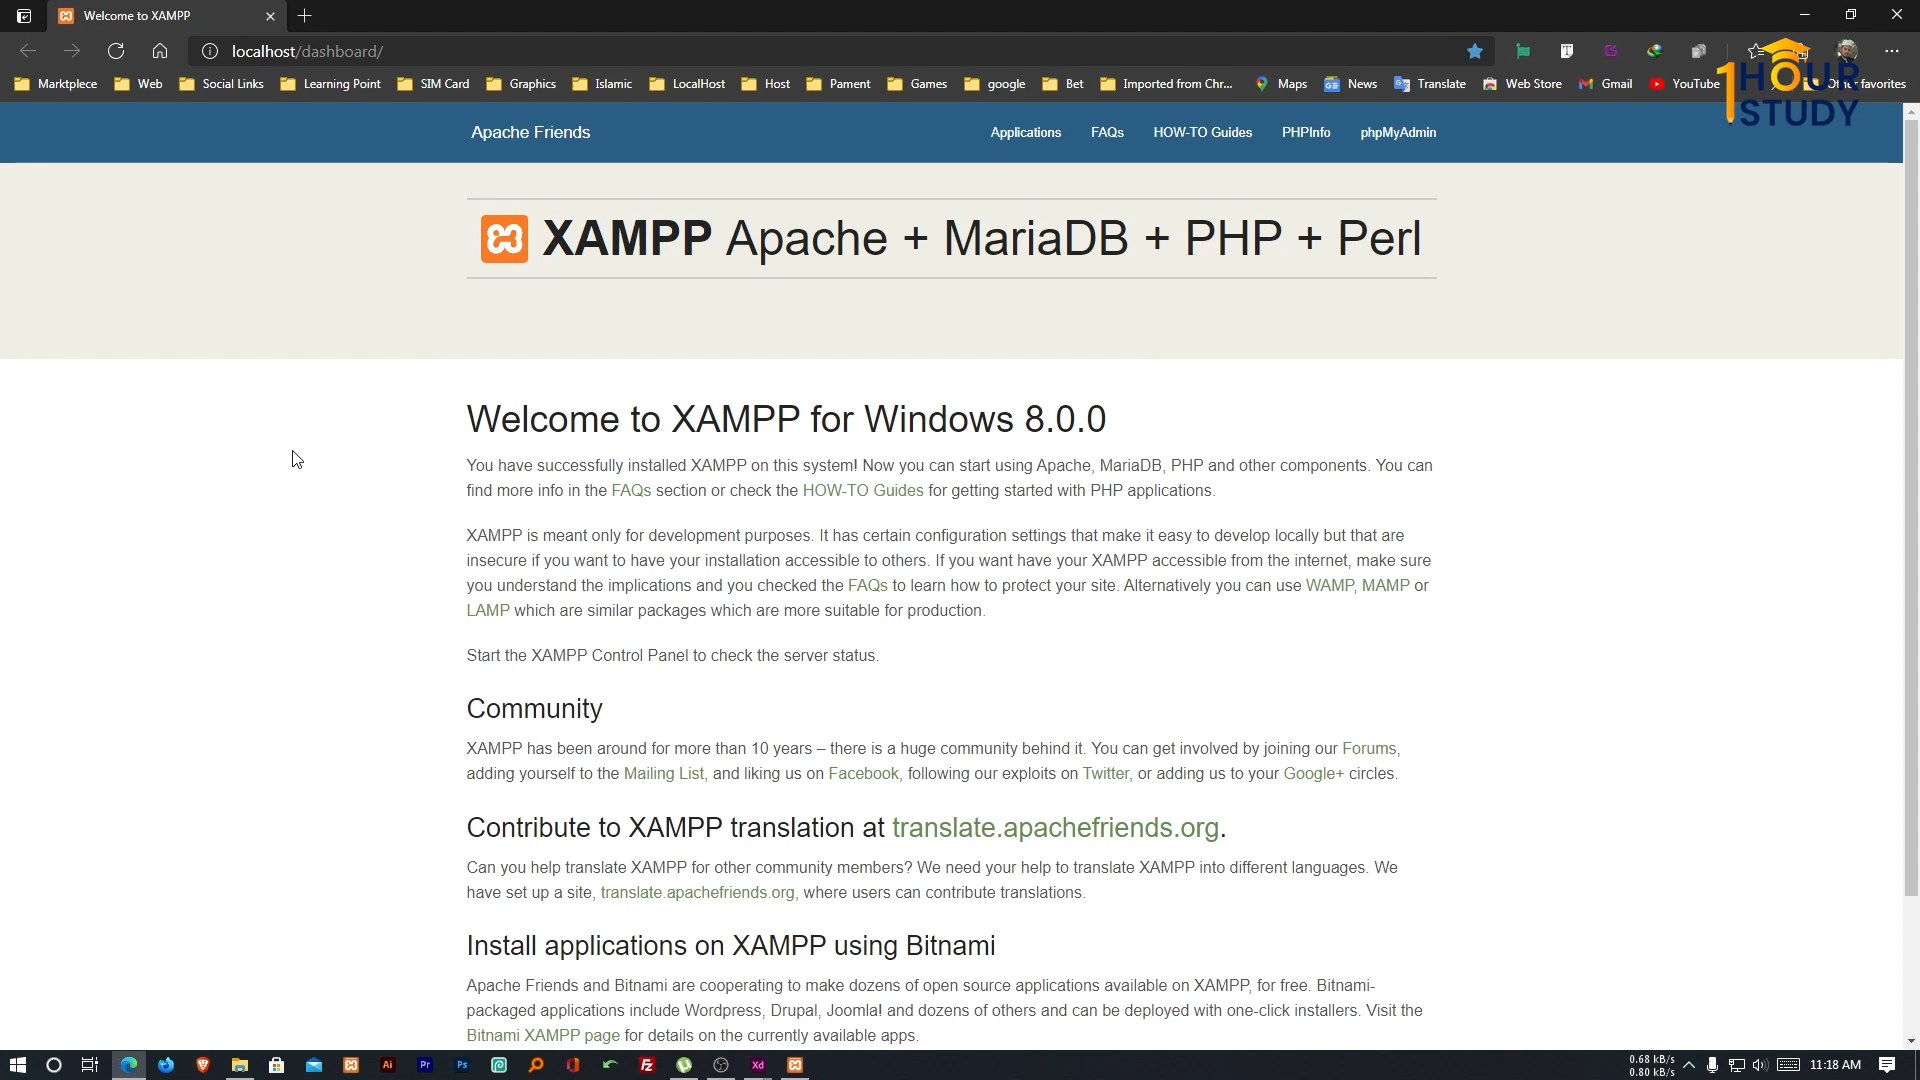 Welcome to XAMPP
localhost/dashboard/
Marktplece Web Social Links Learning Point SIM Card Graphics Islamic LocalHost Host Pament Games google Bet Imported from Chr... Maps News Translate Web Store Gmail YouTube Other favorites
1 HOUR
STUDY
Apache Friends Applications FAQs HOW-TO Guides PHPInfo phpMyAdmin
XAMPP Apache + MariaDB + PHP + Perl
Welcome to XAMPP for Windows 8.0.0
You have successfully installed XAMPP on this system! Now you can start using Apache, MariaDB, PHP and other components. You can
find more info in the FAQs section or check the HOW-TO Guides for getting started with PHP applications.
XAMPP is meant only for development purposes. It has certain configuration settings that make it easy to develop locally but that are
insecure if you want to have your installation accessible to others. If you want have your XAMPP accessible from the internet, make sure
you understand the implications and you checked the FAQs to learn how to protect your site. Alternatively you can use WAMP, MAMP or
LAMP which are similar packages which are more suitable for production.
Start the XAMPP Control Panel to check the server status.
Community
XAMPP has been around for more than 10 years – there is a huge community behind it. You can get involved by joining our Forums,
adding yourself to the Mailing List, and liking us on Facebook, following our exploits on Twitter, or adding us to your Google+ circles.
Contribute to XAMPP translation at translate.apachefriends.org.
Can you help translate XAMPP for other community members? We need your help to translate XAMPP into different languages. We
have set up a site, translate.apachefriends.org, where users can contribute translations.
Install applications on XAMPP using Bitnami
Apache Friends and Bitnami are cooperating to make dozens of open source applications available on XAMPP, for free. Bitnami-
packaged applications include Wordpress, Drupal, Joomla! and dozens of others and can be deployed with one-click installers. Visit the
Bitnami XAMPP page for details on the currently available apps.
Ai Pr Ps Fz Xd
0.68 kB/s
0.80 kB/s
11:18 AM